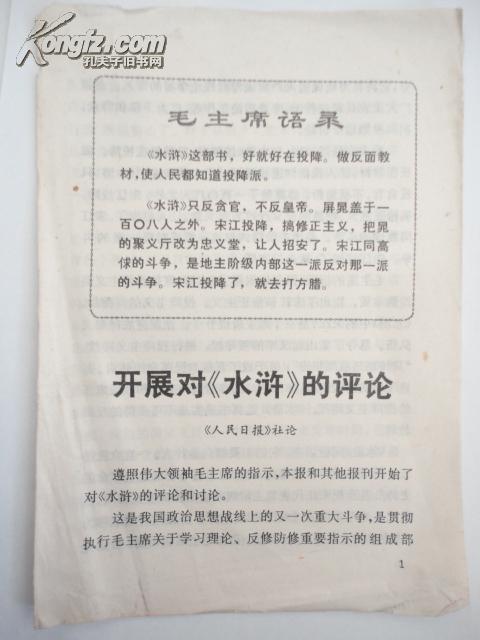 Kongfz.com
孔夫子旧书网
毛主席语录
《水浒》这部书，好就好在投降。做反面教
材，使人民都知道投降派。
《水浒》只反贪官，不反皇帝。屏晁盖于一
百〇八人之外。宋江投降，搞修正主义，把晁
的聚义厅改为忠义堂，让人招安了。宋江同高
俅的斗争，是地主阶级内部这一派反对那一派
的斗争。宋江投降了，就去打方腊。
开展对《水浒》的评论
《人民日报》社论
遵照伟大领袖毛主席的指示，本报和其他报刊开始了
对《水浒》的评论和讨论。
这是我国政治思想战线上的又一次重大斗争，是贯彻
执行毛主席关于学习理论、反修防修重要指示的组成部
1